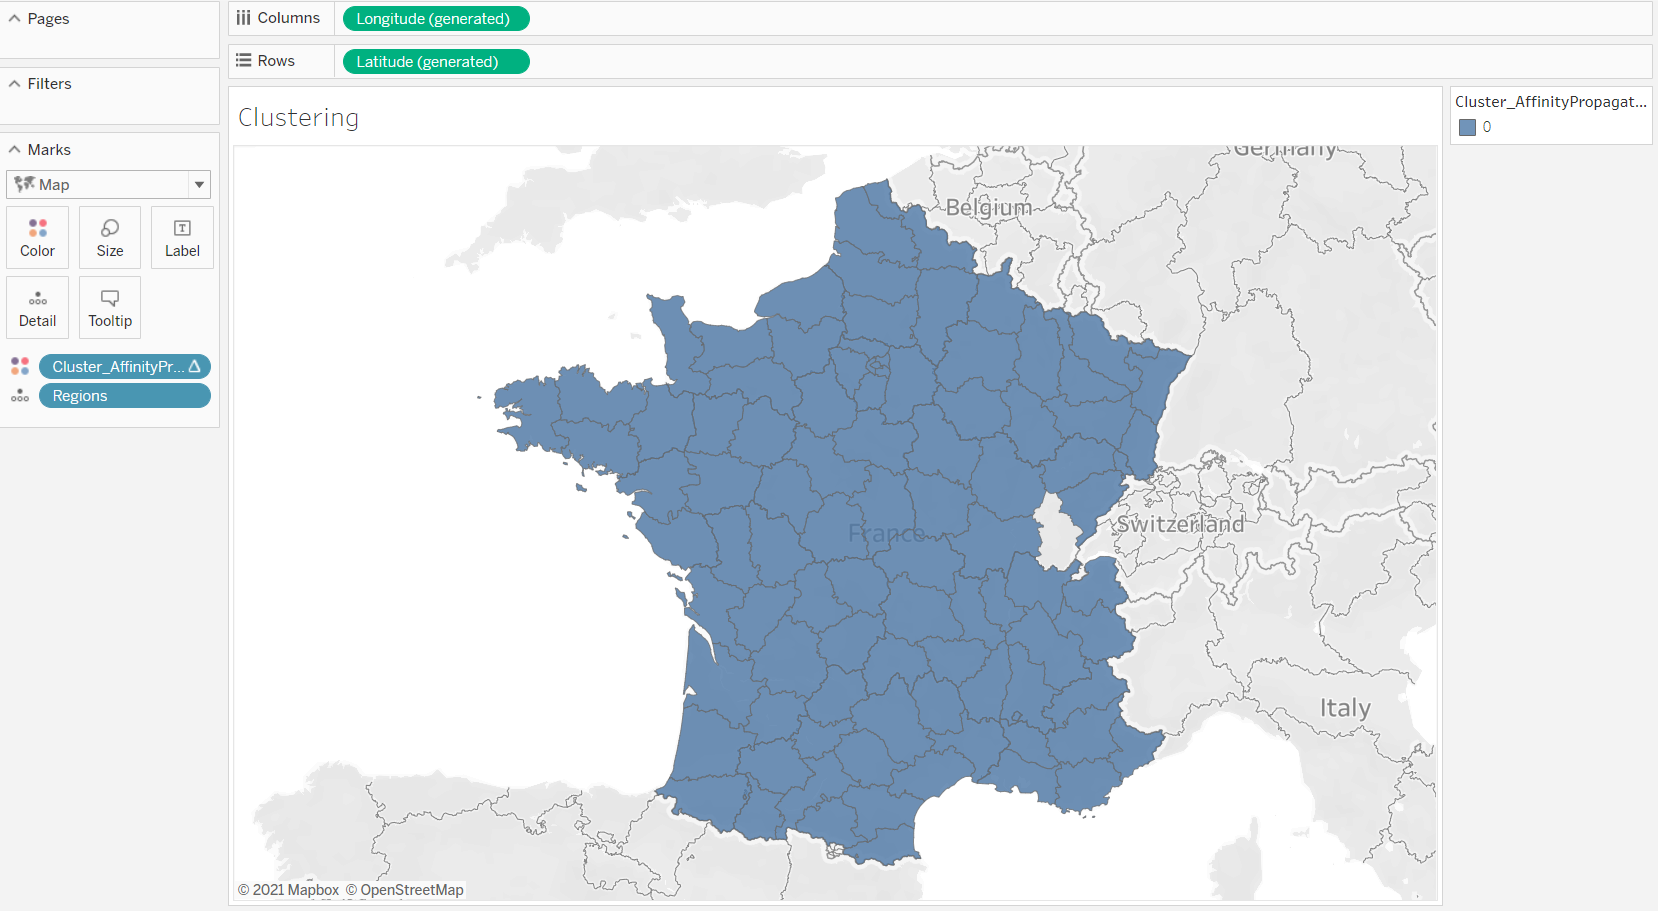 Pages
Columns
Longitude (generated)
Rows
Latitude (generated)
Filters
Marks
Map
Color
Size
Label
Detail
Tooltip
Cluster_AffinityPr...
Regions
Clustering
Germany
Belgium
France
Switzerland
Italy
© 2021 Mapbox © OpenStreetMap
Cluster_AffinityPropagat...
0